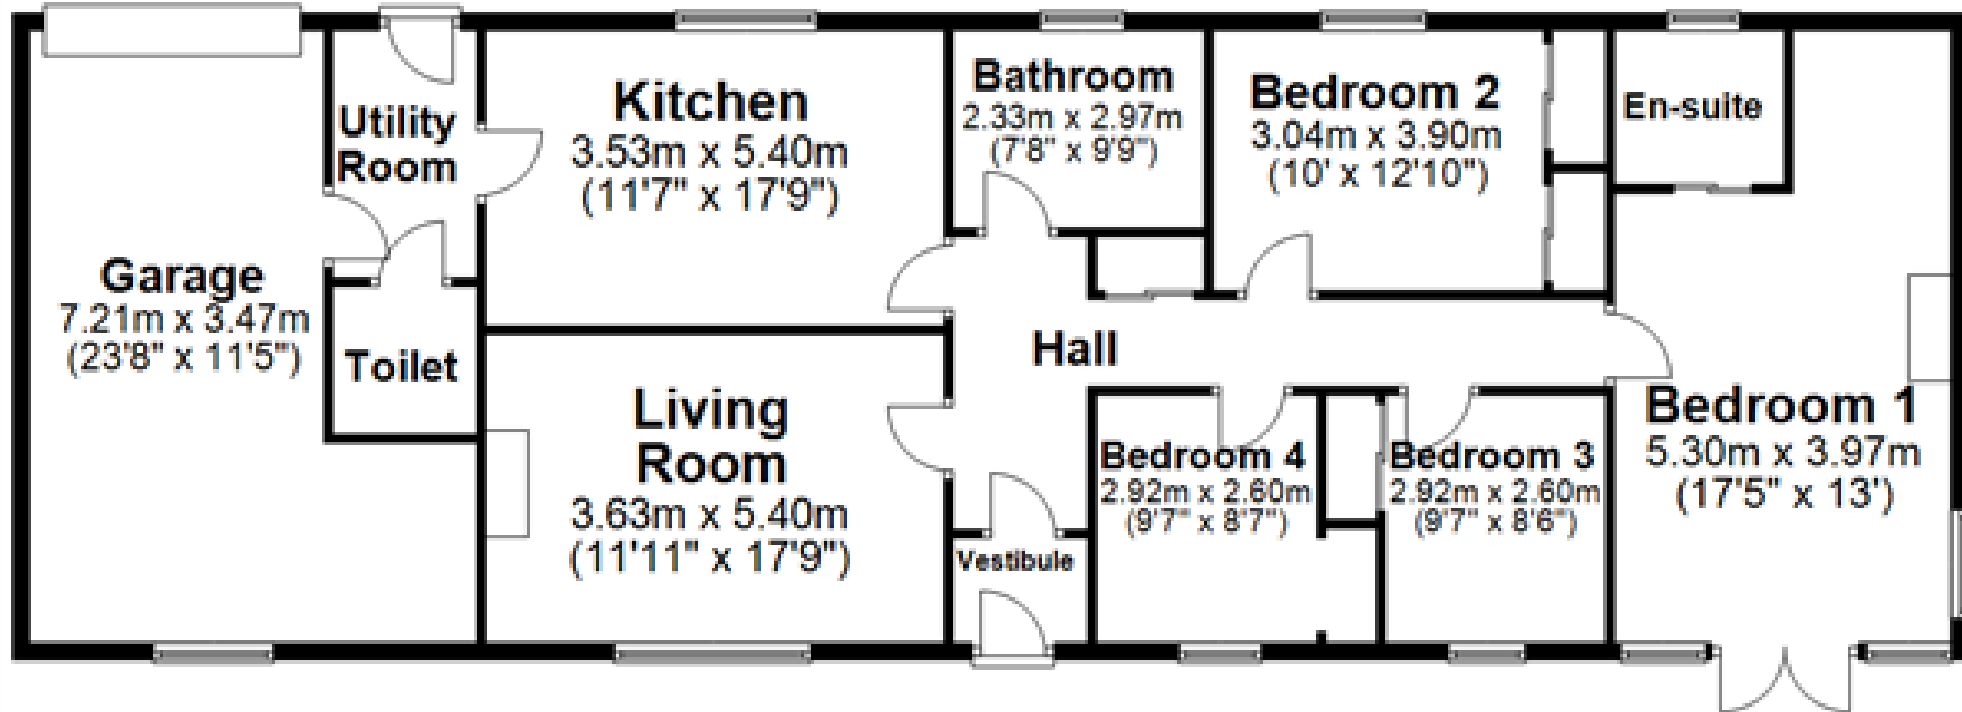 Garage
7.21m x 3.47m
(23'8" x 11'5")
Utility
Room
Toilet
Kitchen
3.53m x 5.40m
(11'7" x 17'9")
Living
Room
3.63m x 5.40m
(11'11" x 17'9")
Bathroom
2.33m x 2.97m
(7'8" x 9'9")
Hall
Vestibule
Bedroom 2
3.04m x 3.90m
(10' x 12'10")
Bedroom 4
2.92m x 2.60m
(9'7" x 8'7")
Bedroom 3
2.92m x 2.60m
(9'7" x 8'6")
En-suite
Bedroom 1
5.30m x 3.97m
(17'5" x 13')